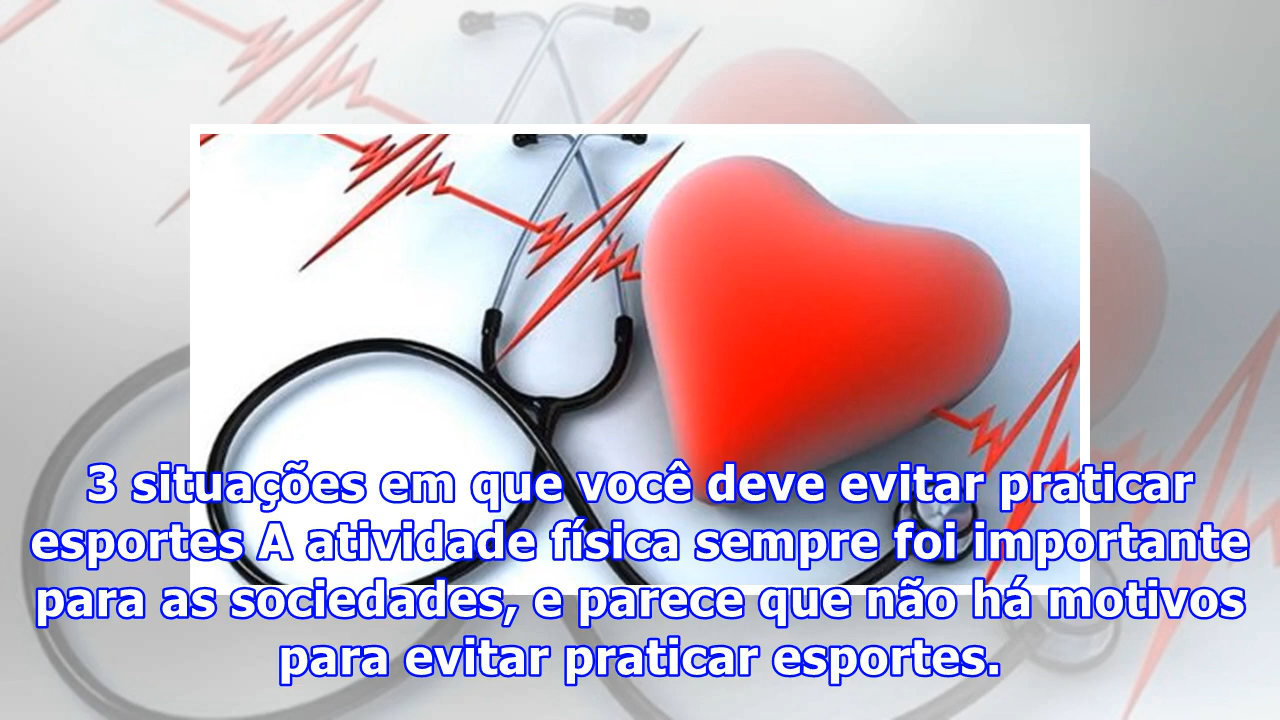 3 situações em que você deve evitar praticar
esportes A atividade física sempre foi importante
para as sociedades, e parece que não há motivos
para evitar praticar esportes.